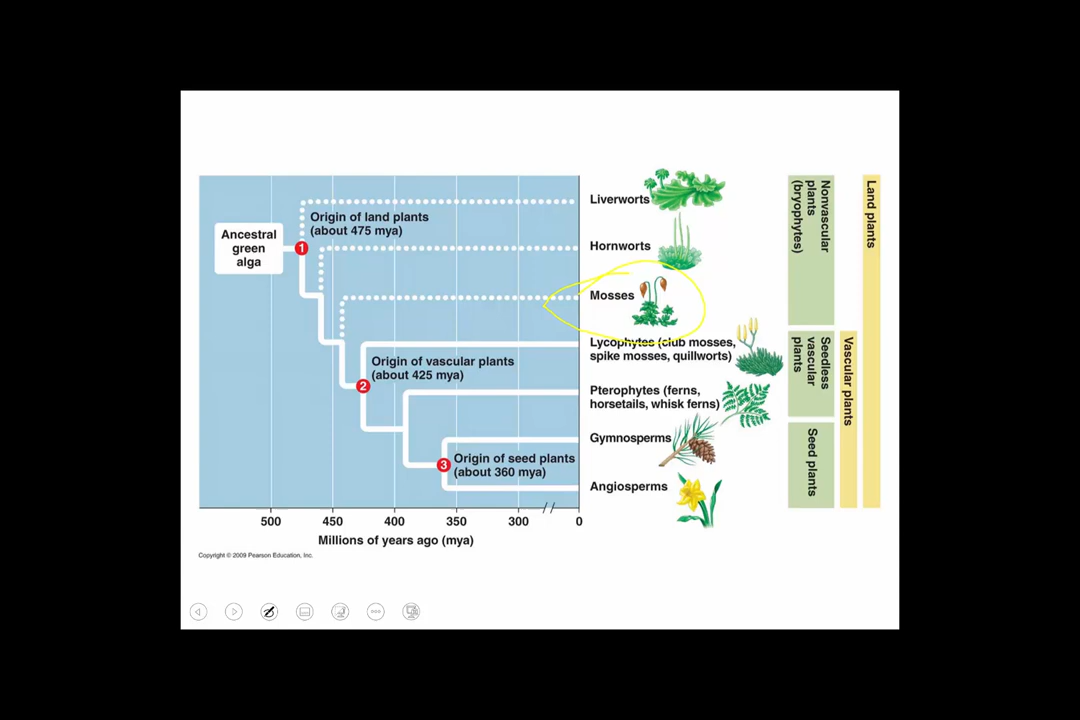 Ancestral
green
alga
1
Origin of land plants
(about 475 mya)
2
Origin of vascular plants
(about 425 mya)
3
Origin of seed plants
(about 360 mya)
Liverworts
Hornworts
Mosses
Lycophytes (club mosses,
spike mosses, quillworts)
Pterophytes (ferns,
horsetails, whisk ferns)
Gymnosperms
Angiosperms
Nonvascular
plants
(bryophytes)
Seedless
vascular
plants
Seed plants
Vascular plants
Land plants
500 450 400 350 300 0
Millions of years ago (mya)
Copyright © 2009 Pearson Education, Inc.